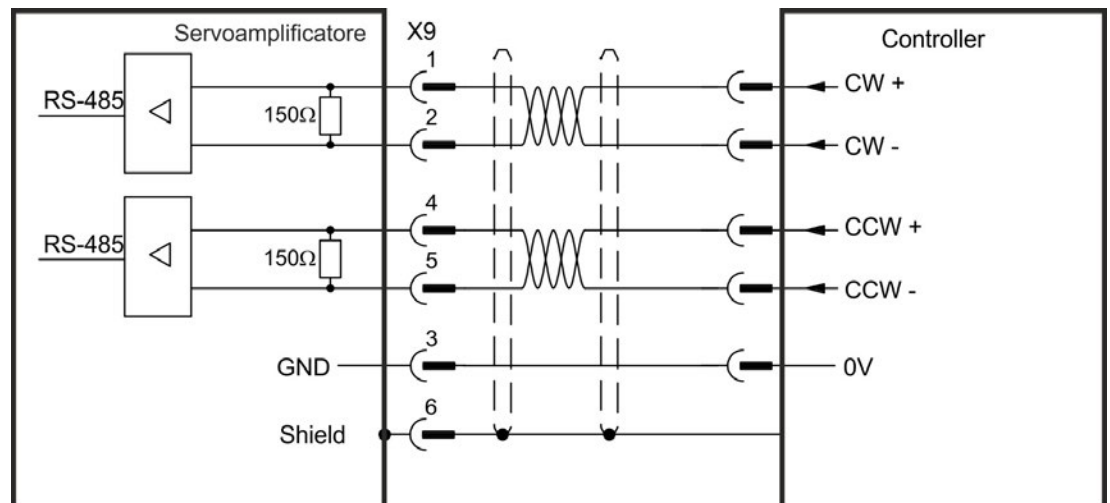 Servoamplificatore
X9
Controller
1
CW +
RS-485
150Ω
2
CW -
4
CCW +
RS-485
150Ω
5
CCW -
3
GND
0V
6
Shield